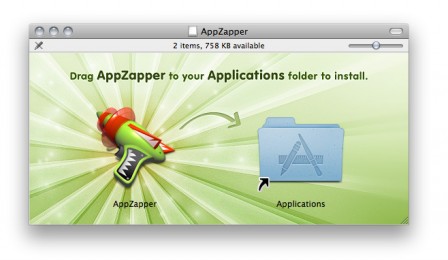 AppZapper
2 items, 758 KB available
Drag AppZapper to your Applications folder to install.
AppZapper
Applications